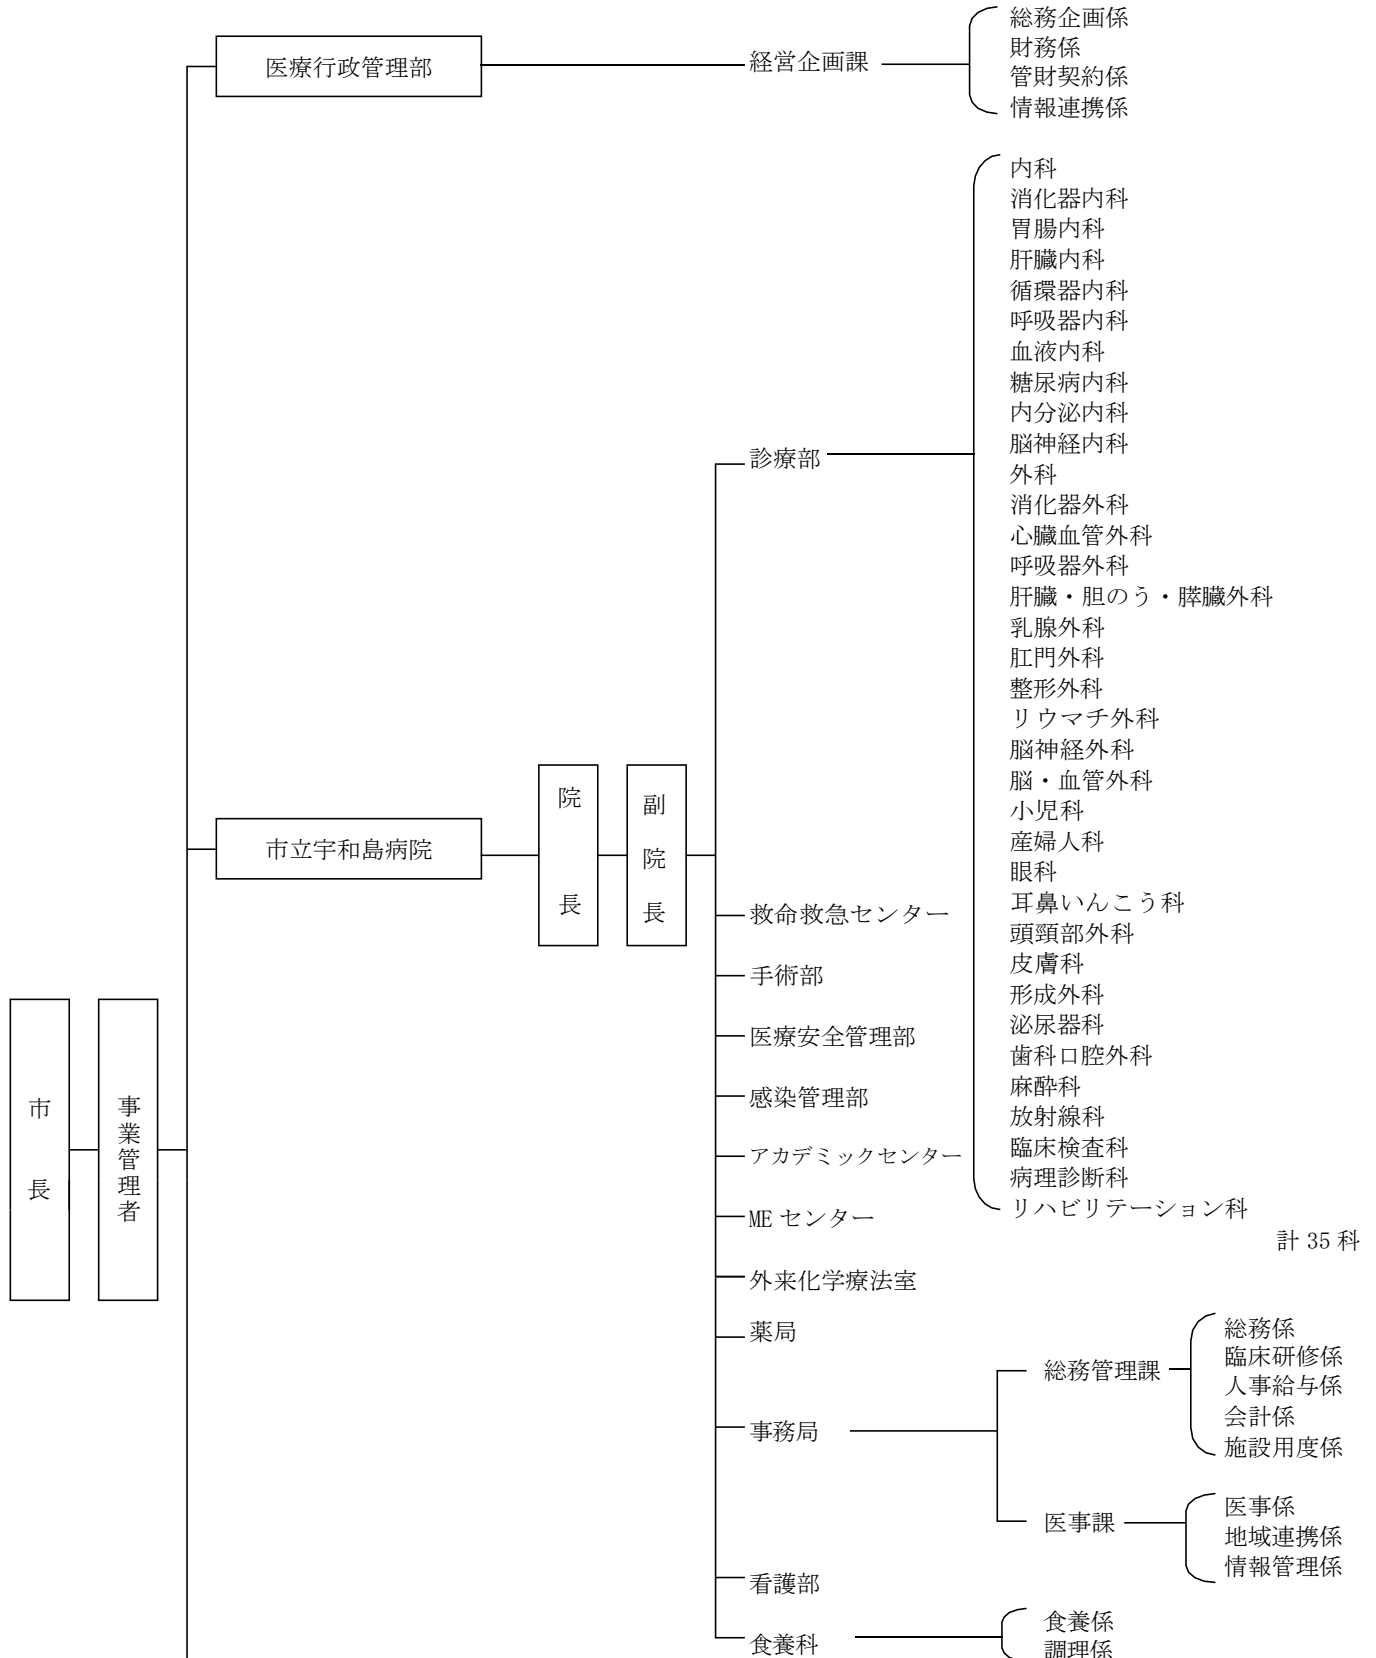 医療行政管理部
経営企画課
総務企画係
財務係
管財契約係
情報連携係
市長
事業管理者
市立宇和島病院
院長
副院長
診療部
内科
消化器内科
胃腸内科
肝臓内科
循環器内科
呼吸器内科
血液内科
糖尿病内科
内分泌内科
脳神経内科
外科
消化器外科
心臓血管外科
呼吸器外科
肝臓・胆のう・膵臓外科
乳腺外科
肛門外科
整形外科
リウマチ外科
脳神経外科
脳・血管外科
小児科
産婦人科
眼科
耳鼻いんこう科
頭頸部外科
皮膚科
形成外科
泌尿器科
歯科口腔外科
麻酔科
放射線科
臨床検査科
病理診断科
リハビリテーション科
計 35 科
救命救急センター
手術部
医療安全管理部
感染管理部
アカデミックセンター
ME センター
外来化学療法室
薬局
事務局
総務管理課
総務係
臨床研修係
人事給与係
会計係
施設用度係
医事課
医事係
地域連携係
情報管理係
看護部
食養科
食養係
調理係